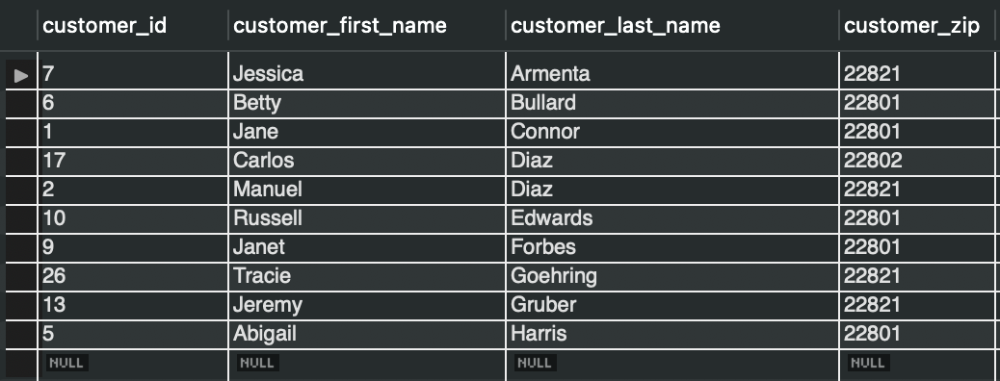 customer_id customer_first_name customer_last_name customer_zip
7 Jessica Armenta 22821
6 Betty Bullard 22801
1 Jane Connor 22801
17 Carlos Diaz 22802
2 Manuel Diaz 22821
10 Russell Edwards 22801
9 Janet Forbes 22801
26 Tracie Goehring 22821
13 Jeremy Gruber 22821
5 Abigail Harris 22801
NULL NULL NULL NULL